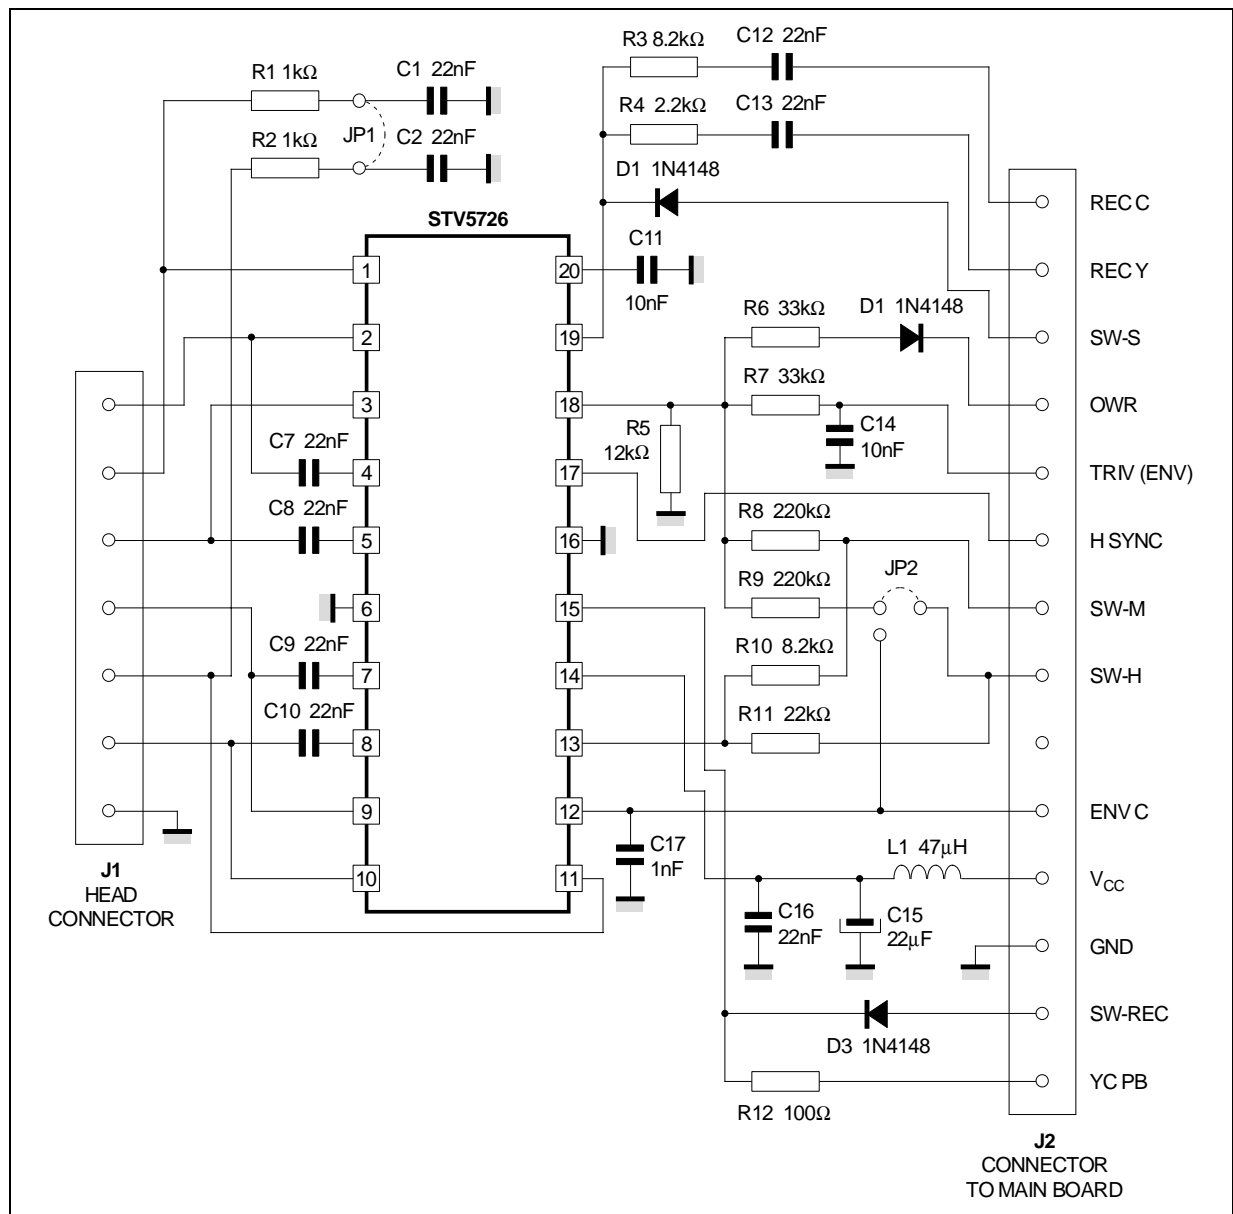 R3 8.2kΩ
C12 22nF
R1 1kΩ
C1 22nF
R4 2.2kΩ
C13 22nF
JP1
R2 1kΩ
C2 22nF
D1 1N4148
STV5726
REC C
C11
10nF
1
20
REC Y
R6 33kΩ
D1 1N4148
2
19
SW-S
R7 33kΩ
3
18
OWR
R5
12kΩ
C14
10nF
C7 22nF
4
17
TRIV (ENV)
C8 22nF
R8 220kΩ
5
16
H SYNC
JP2
R9 220kΩ
6
15
SW-M
C9 22nF
R10 8.2kΩ
7
14
SW-H
C10 22nF
R11 22kΩ
8
13
9
12
ENV C
C17
1nF
L1 47µH
J1
HEAD
CONNECTOR
10
11
VCC
C16
22nF
C15
22µF
GND
SW-REC
D3 1N4148
YC PB
R12 100Ω
J2
CONNECTOR
TO MAIN BOARD